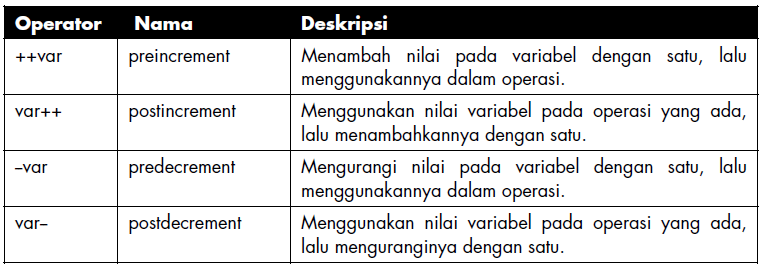 Operator Nama Deskripsi
++var preincrement Menambah nilai pada variabel dengan satu, lalu
menggunakannya dalam operasi.
var++ postincrement Menggunakan nilai variabel pada operasi yang ada,
lalu menambahkannya dengan satu.
–var predecrement Mengurangi nilai pada variabel dengan satu, lalu
menggunakannya dalam operasi.
var– postdecrement Menggunakan nilai variabel pada operasi yang ada,
lalu menguranginya dengan satu.